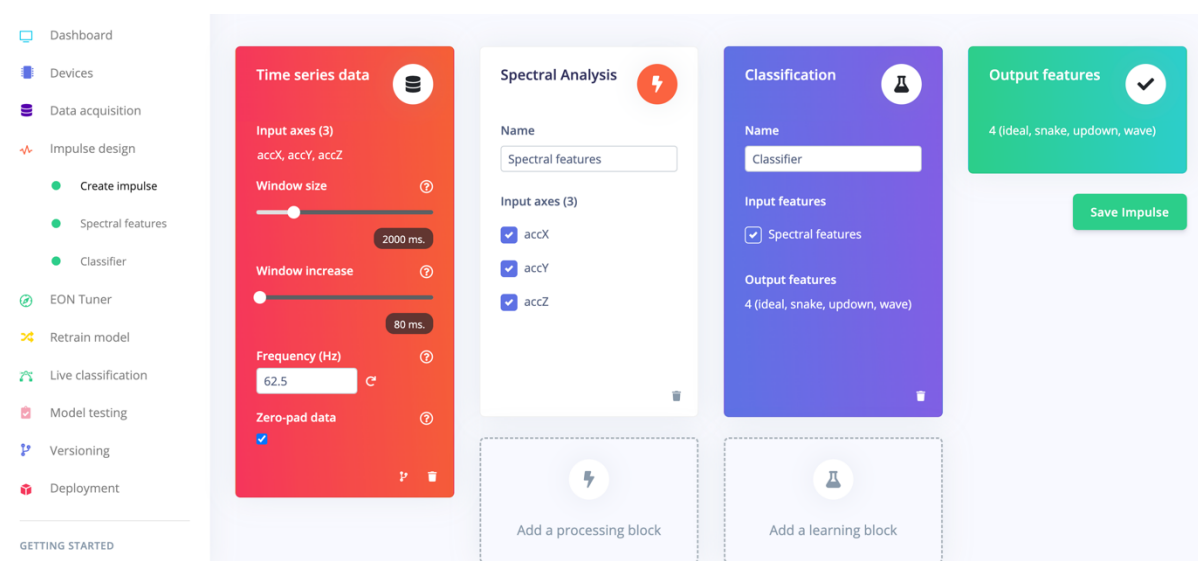 Dashboard
Devices
Data acquisition
Impulse design
Create impulse
Spectral features
Classifier
EON Tuner
Retrain model
Live classification
Model testing
Versioning
Deployment
GETTING STARTED
Time series data
Input axes (3)
accX, accY, accZ
Window size
2000 ms.
Window increase
80 ms.
Frequency (Hz)
62.5
Zero-pad data
Spectral Analysis
Name
Spectral features
Input axes (3)
accX
accY
accZ
Add a processing block
Classification
Name
Classifier
Input features
Spectral features
Output features
4 (ideal, snake, updown, wave)
Add a learning block
Output features
4 (ideal, snake, updown, wave)
Save Impulse